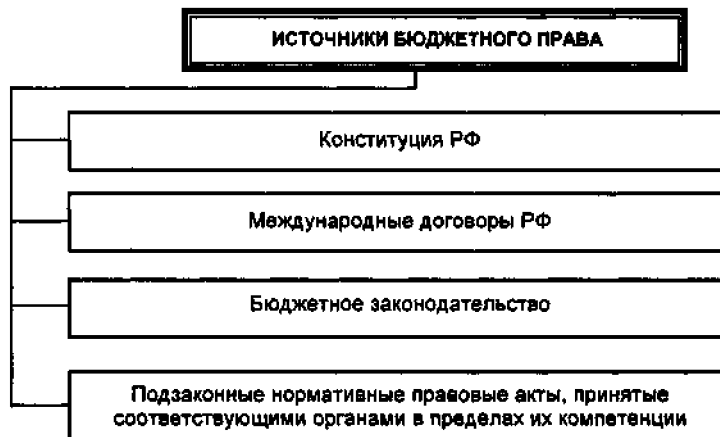 ИСТОЧНИКИ БЮДЖЕТНОГО ПРАВА
Конституция РФ
Международные договоры РФ
Бюджетное законодательство
Подзаконные нормативные правовые акты, принятые
соответствующими органами в пределах их компетенции